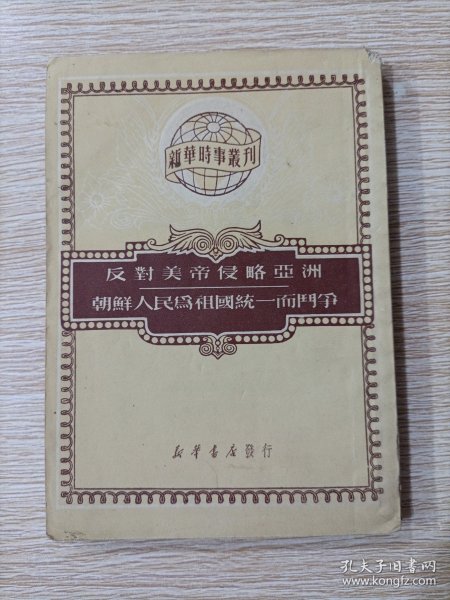 新華時事叢刊
反對美帝侵略亞洲
朝鮮人民爲祖國統一而鬥爭
新華書店發行
孔夫子旧书网
www.kongfz.com